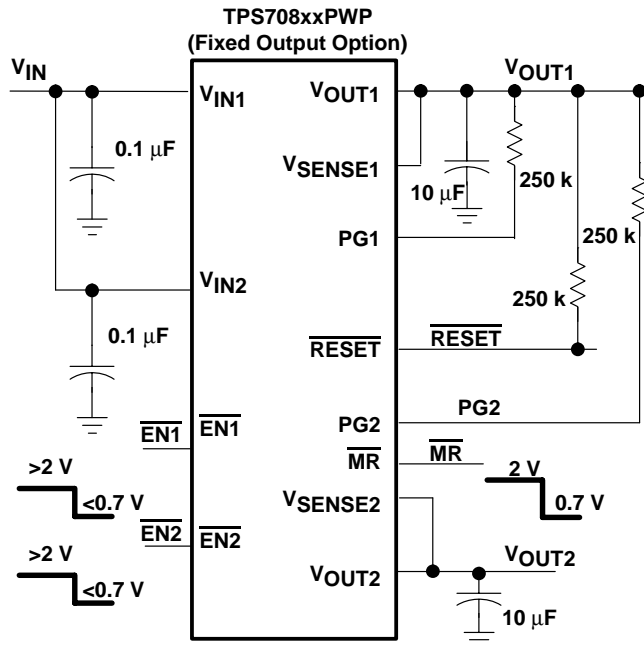 TPS708xxPWP
(Fixed Output Option)
VIN
VOUT1
VIN1
VOUT1
0.1 μF
VSENSE1
10 μF
250 k
PG1
250 k
VIN2
250 k
0.1 μF
RESET
RESET
PG2
PG2
EN1
EN1
MR
MR
>2 V
<0.7 V
2 V
0.7 V
VSENSE2
EN2
EN2
>2 V
<0.7 V
VOUT2
VOUT2
10 μF